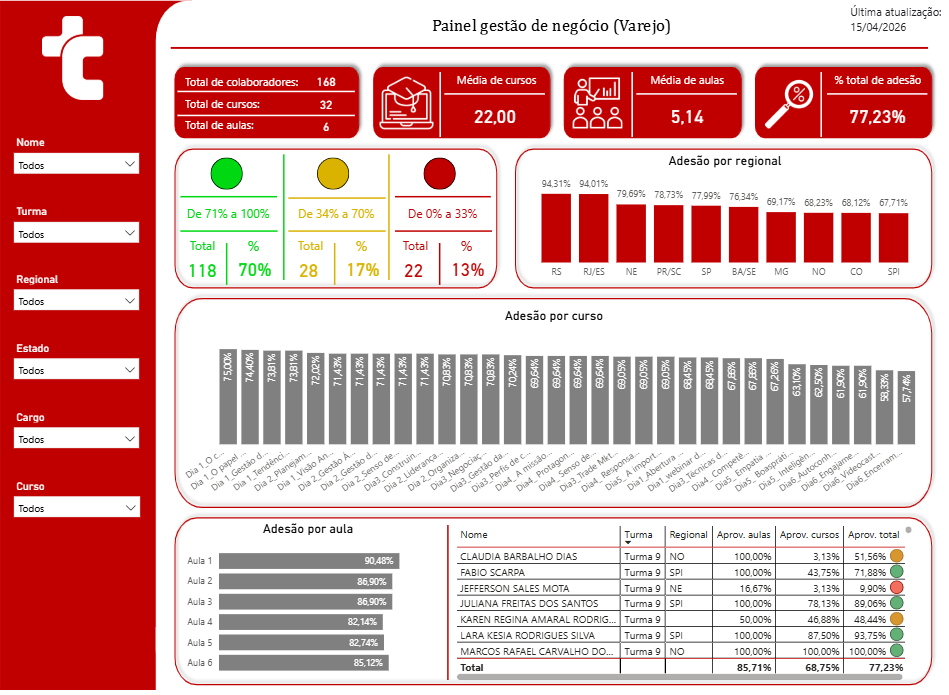 Última atualização:
15/04/2026
Painel gestão de negócio (Varejo)
Nome
Todos
Turma
Todos
Regional
Todos
Estado
Todos
Cargo
Todos
Curso
Todos
Total de colaboradores: 168
Total de cursos: 32
Total de aulas: 6
Média de cursos
22,00
Média de aulas
5,14
% total de adesão
77,23%
De 71% a 100%
Total %
118 70%
De 34% a 70%
Total %
28 17%
De 0% a 33%
Total %
22 13%
Adesão por regional
94,31% 94,01% 79,69% 78,73% 77,99% 76,34% 69,17% 68,23% 68,12% 67,71%
RS RJ/ES NE PR/SC SP BA/SE MG NO CO SPI
Adesão por curso
75,00% 74,40% 73,81% 73,81% 72,02% 71,43% 71,43% 71,43% 71,43% 71,43% 70,83% 70,83% 70,83% 70,24% 69,64% 69,64% 69,64% 69,64% 69,05% 69,05% 69,05% 68,45% 68,45% 67,86% 67,86% 67,26% 63,10% 62,50% 61,90% 61,90% 58,33% 57,74%
Dia 1_O c...
Dia 1_O papel ...
Dia 1_Gestão d...
Dia 1_Tendênci...
Dia 2_Planejam...
Dia 1_Visão An...
Dia 2_Gestão Á...
Dia 2_Gestão d...
Dia 2_Senso de...
Dia3_Construin...
Dia 2_Liderança...
Dia 2_Organiza...
Dia3_Negociaç...
Dia3_Gestão da...
Dia3_Perfis de c...
Dia4_A missão...
Dia4_Protagon...
Dia4_Senso de...
Dia3_Trade Mkt...
Dia4_Responsa...
Dia5_A import...
Dia1_Abertura ...
Dia1_webinar d...
Dia3_Técnicas d...
Dia4_Competê...
Dia5_Empatia ...
Dia5_Boaspráti...
Dia5_Inteligên...
Dia6_Autoconh...
Dia6_Engajame...
Dia6_Videocast...
Dia6_Encerram...
Adesão por aula
Aula 1 90,48%
Aula 2 86,90%
Aula 3 86,90%
Aula 4 82,14%
Aula 5 82,74%
Aula 6 85,12%
Nome Turma Regional Aprov. aulas Aprov. cursos Aprov. total
CLAUDIA BARBALHO DIAS Turma 9 NO 100,00% 3,13% 51,56%
FABIO SCARPA Turma 9 SPI 100,00% 43,75% 71,88%
JEFFERSON SALES MOTA Turma 9 NE 16,67% 3,13% 9,90%
JULIANA FREITAS DOS SANTOS Turma 9 SPI 100,00% 78,13% 89,06%
KAREN REGINA AMARAL RODRIG... Turma 9 50,00% 46,88% 48,44%
LARA KESIA RODRIGUES SILVA Turma 9 SPI 100,00% 87,50% 93,75%
MARCOS RAFAEL CARVALHO DO... Turma 9 NO 100,00% 100,00% 100,00%
Total 85,71% 68,75% 77,23%